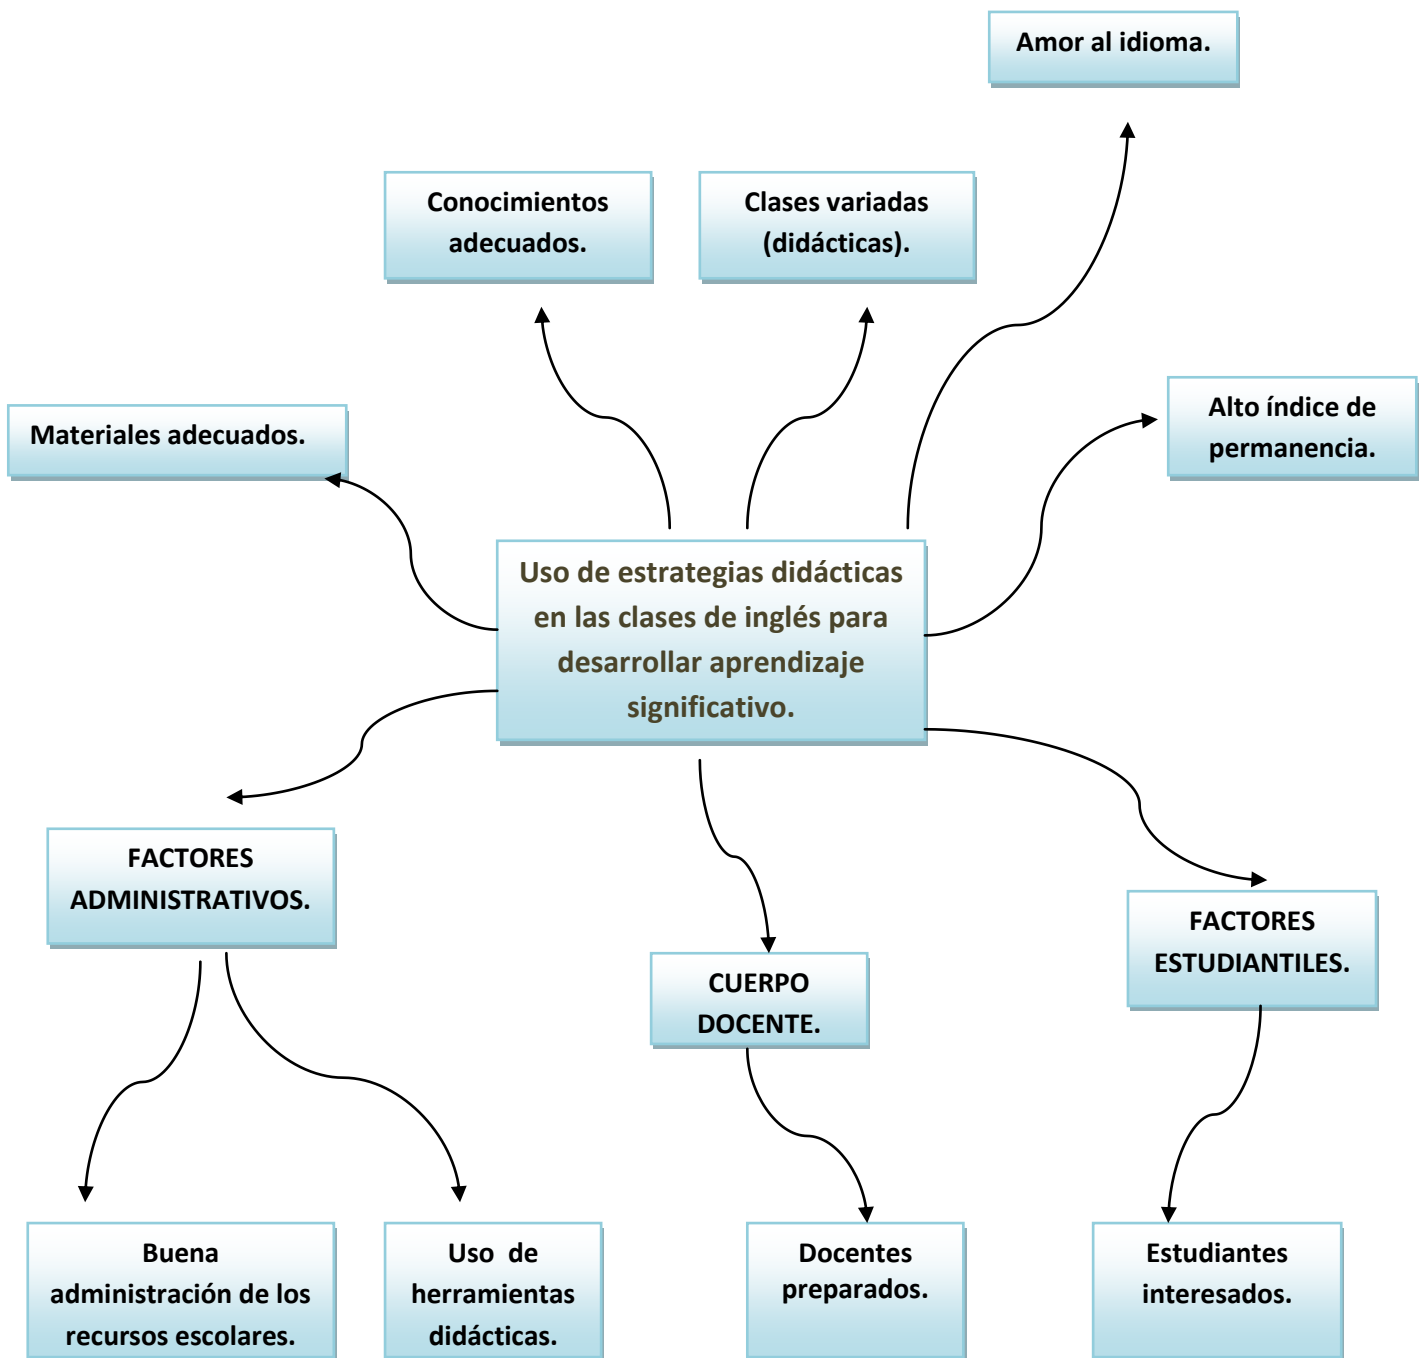 Amor al idioma.
Conocimientos
adecuados.
Clases variadas
(didácticas).
Materiales adecuados.
Alto índice de
permanencia.
Uso de estrategias didácticas
en las clases de inglés para
desarrollar aprendizaje
significativo.
FACTORES
ADMINISTRATIVOS.
CUERPO
DOCENTE.
FACTORES
ESTUDIANTILES.
Buena
administración de los
recursos escolares.
Uso  de
herramientas
didácticas.
Docentes
preparados.
Estudiantes
interesados.